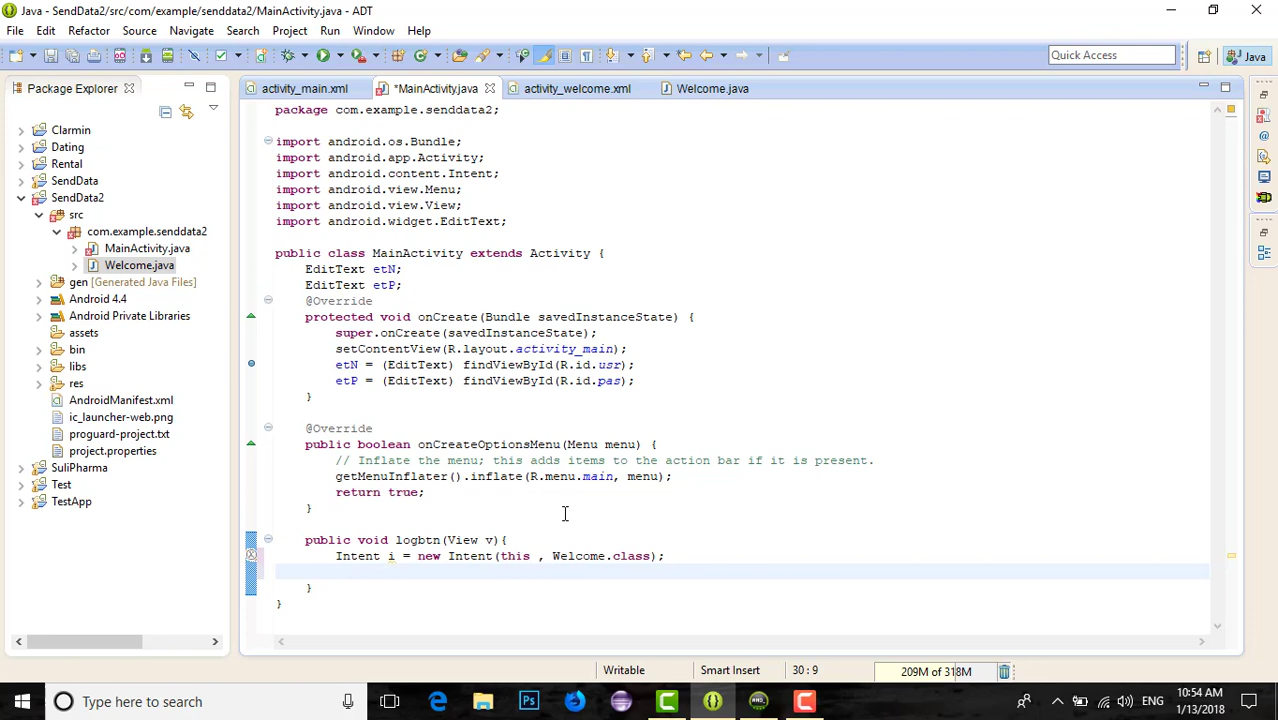 Java - SendData2/src/com/example/senddata2/MainActivity.java - ADT
File Edit Refactor Source Navigate Search Project Run Window Help
Quick Access
Java
Package Explorer
activity_main.xml *MainActivity.java activity_welcome.xml Welcome.java
Clarmin
Dating
Rental
SendData
SendData2
src
com.example.senddata2
MainActivity.java
Welcome.java
gen [Generated Java Files]
Android 4.4
Android Private Libraries
assets
bin
libs
res
AndroidManifest.xml
ic_launcher-web.png
proguard-project.txt
project.properties
SuliPharma
Test
TestApp
package com.example.senddata2;
import android.os.Bundle;
import android.app.Activity;
import android.content.Intent;
import android.view.Menu;
import android.view.View;
import android.widget.EditText;
public class MainActivity extends Activity {
EditText etN;
EditText etP;
@Override
protected void onCreate(Bundle savedInstanceState) {
super.onCreate(savedInstanceState);
setContentView(R.layout.activity_main);
etN = (EditText) findViewById(R.id.usr);
etP = (EditText) findViewById(R.id.pas);
}
@Override
public boolean onCreateOptionsMenu(Menu menu) {
// Inflate the menu; this adds items to the action bar if it is present.
getMenuInflater().inflate(R.menu.main, menu);
return true;
}
public void logbtn(View v){
Intent i = new Intent(this , Welcome.class);
}
}
Writable Smart Insert 30 : 9 209M of 318M
Type here to search
ENG
10:54 AM
1/13/2018